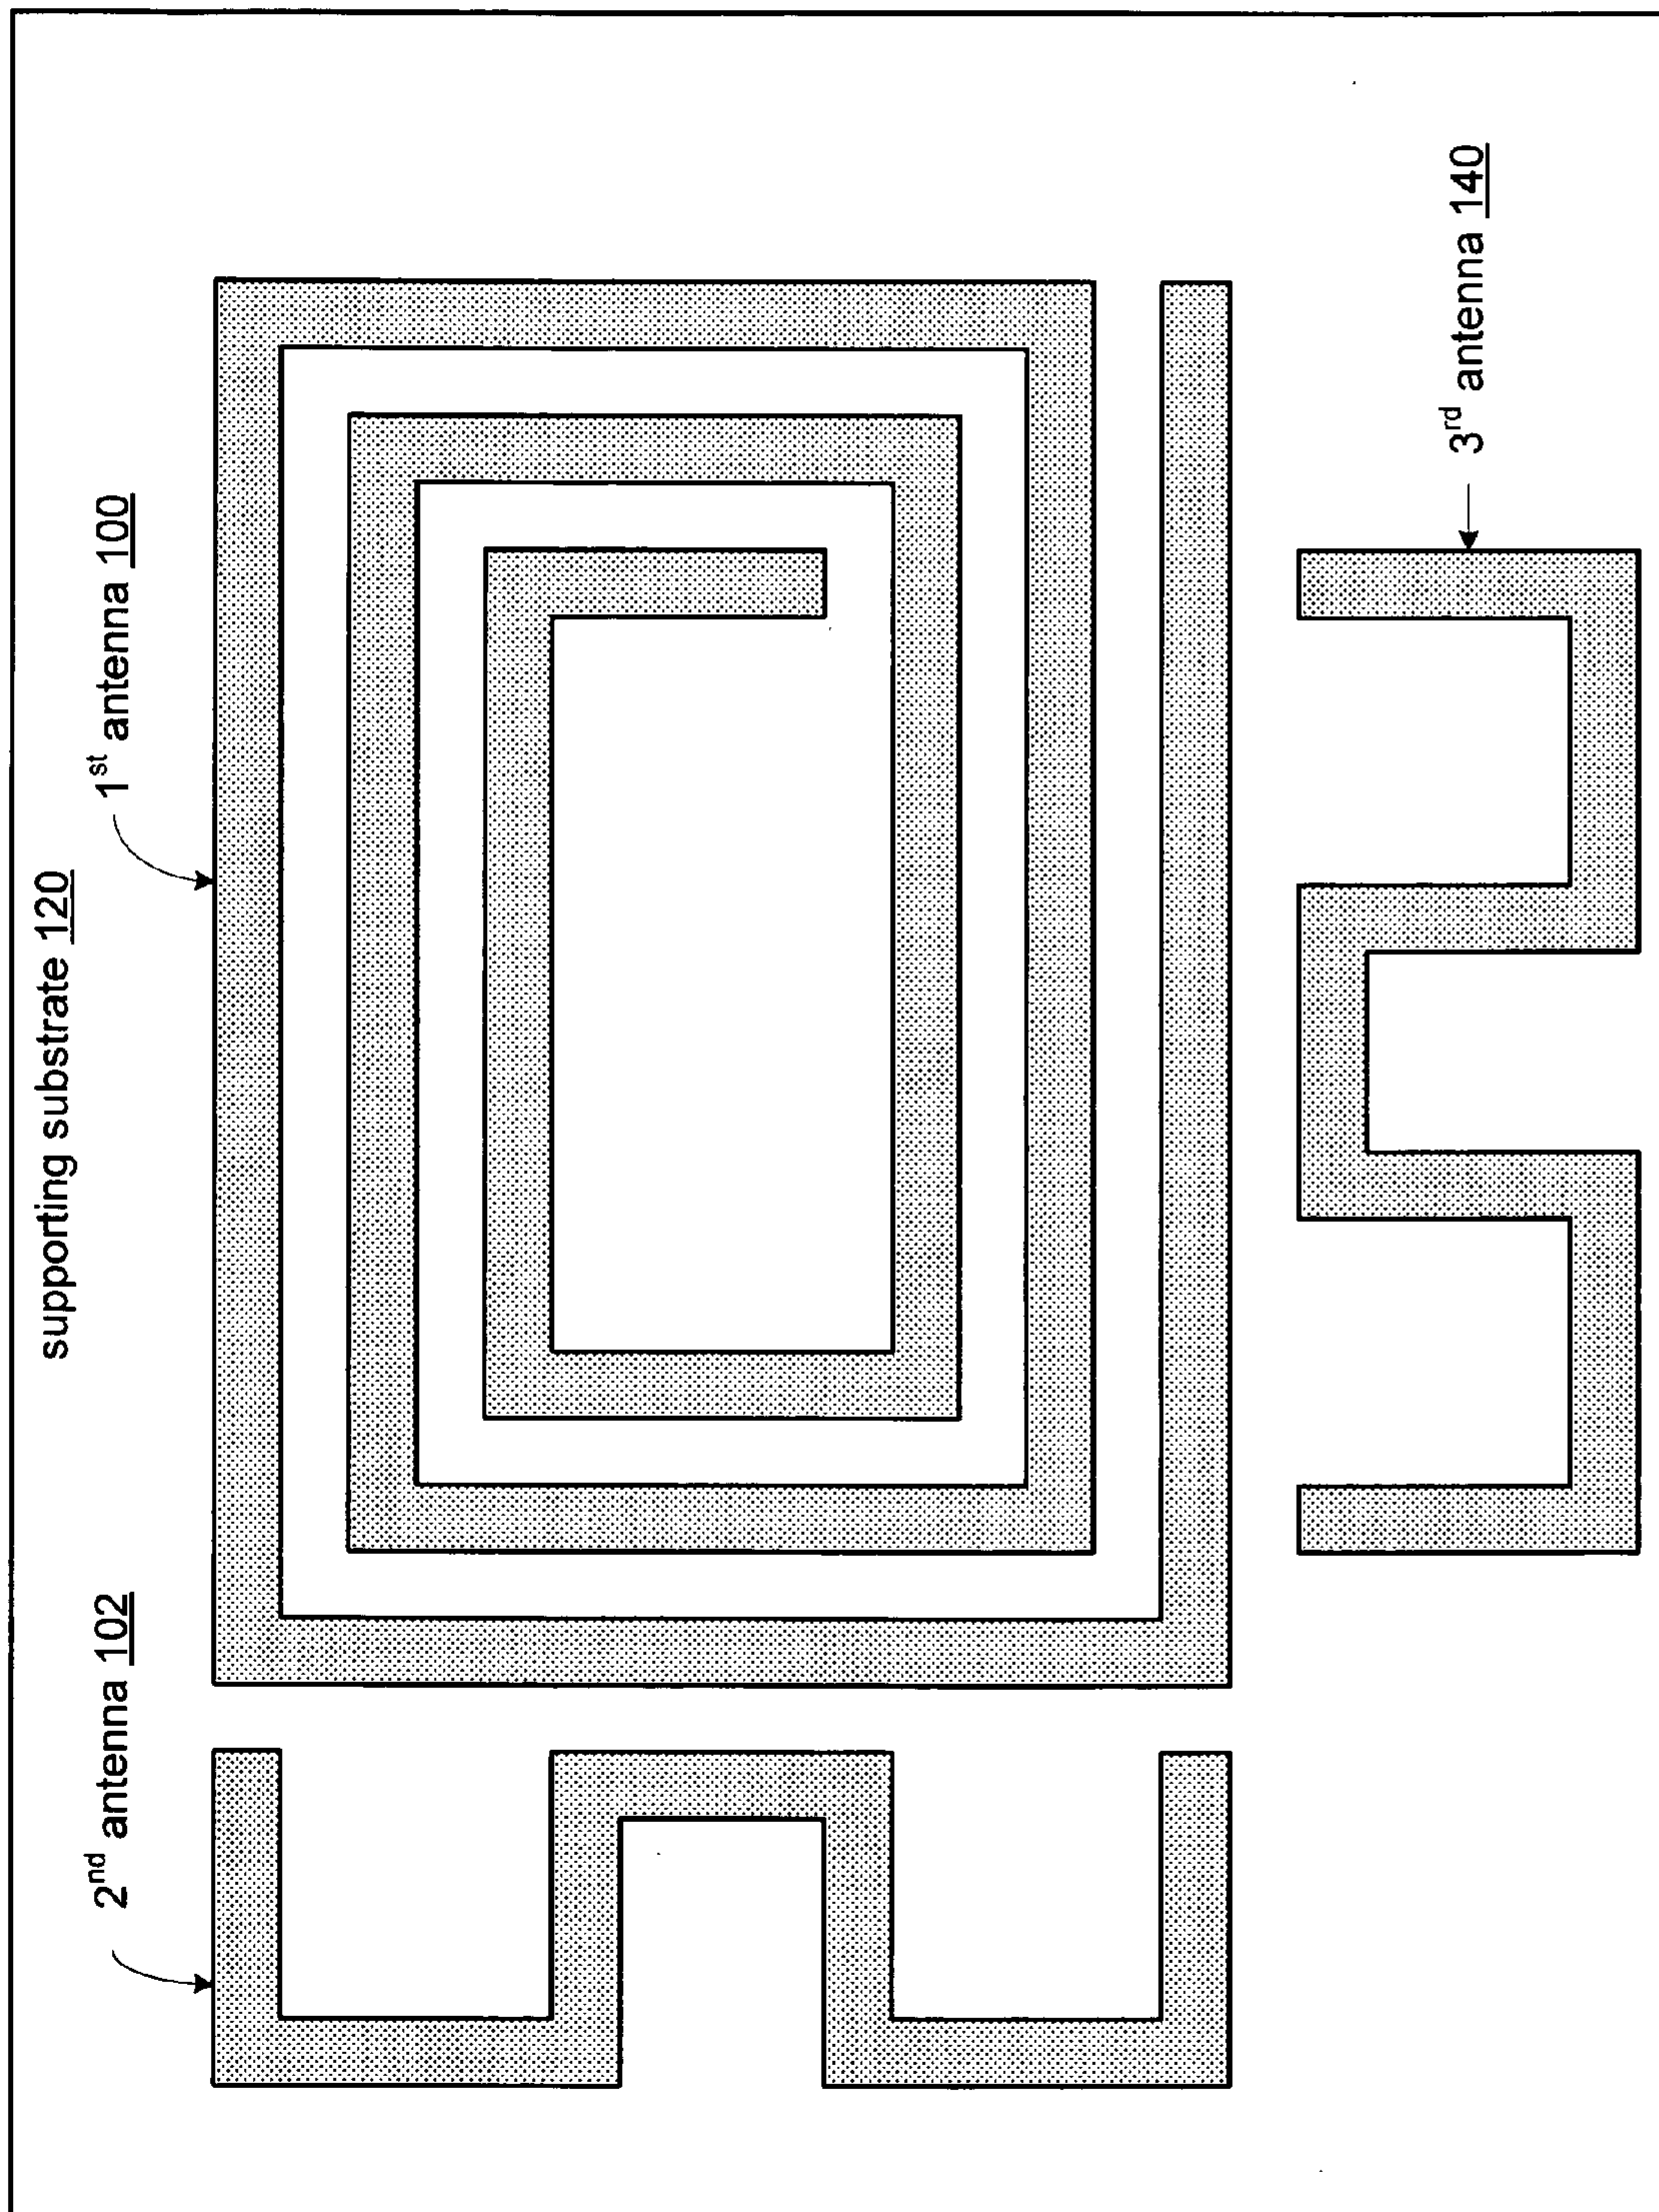 supporting substrate 120
2nd antenna 102
1st antenna 100
3rd antenna 140